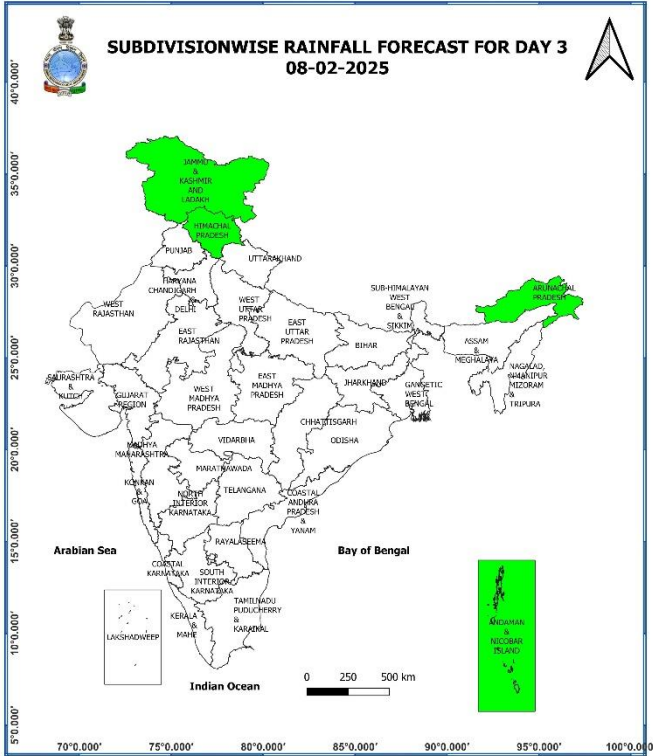 SUBDIVISIONWISE RAINFALL FORECAST FOR DAY 3
08-02-2025
40°0.000'
35°0.000'
30°0.000'
25°0.000'
20°0.000'
15°0.000'
10°0.000'
5°0.000'
JAMMU
&
KASHMIR
AND
LADAKH
HIMACHAL
PRADESH
PUNJAB
UTTARAKHAND
HARYANA
CHANDIGARH
&
DELHI
WEST
RAJASTHAN
WEST
UTTAR
PRADESH
EAST
RAJASTHAN
EAST
UTTAR
PRADESH
SUB-HIMALAYAN
WEST
BENGAL
&
SIKKIM
ARUNACHAL
PRADESH
BIHAR
ASSAM
&
MEGHALAYA
NAGALAD,
MANIPUR
MIZORAM
&
TRIPURA
SAURASHTRA
&
KUTCH
GUJARAT
REGION
WEST
MADHYA
PRADESH
EAST
MADHYA
PRADESH
JHARKHAND
GANGETIC
WEST
BENGAL
CHHATTISGARH
ODISHA
VIDARBHA
MADHYA
MAHARASHTRA
MARATHAWADA
KONKAN
&
GOA
NORTH
INTERIOR
KARNATAKA
TELANGANA
COASTAL
ANDHRA
PRADESH
&
YANAM
RAYALASEEMA
Arabian Sea
Bay of Bengal
COASTAL
KARNATAKA
SOUTH
INTERIOR
KARNATAKA
TAMILNADU
PUDUCHERRY
&
KARAIKAL
KERALA
&
MAHE
LAKSHADWEEP
ANDAMAN
&
NICOBAR
ISLAND
Indian Ocean
0 250 500 km
70°0.000' 75°0.000' 80°0.000' 85°0.000' 90°0.000' 95°0.000' 100°0.000'